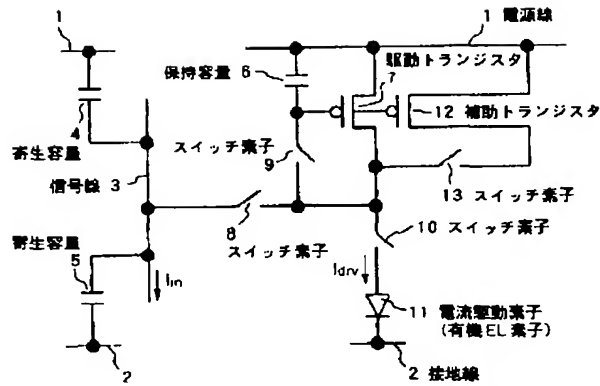 1
1 電源線
保持容量 6
駆動トランジスタ
7
12 補助トランジスタ
4
寄生容量
スイッチ素子
9
信号線 3
13 スイッチ素子
8
スイッチ素子
10 スイッチ素子
寄生容量
5
Iin
Idrv
11 電流駆動素子
(有機EL素子)
2
2 接地線